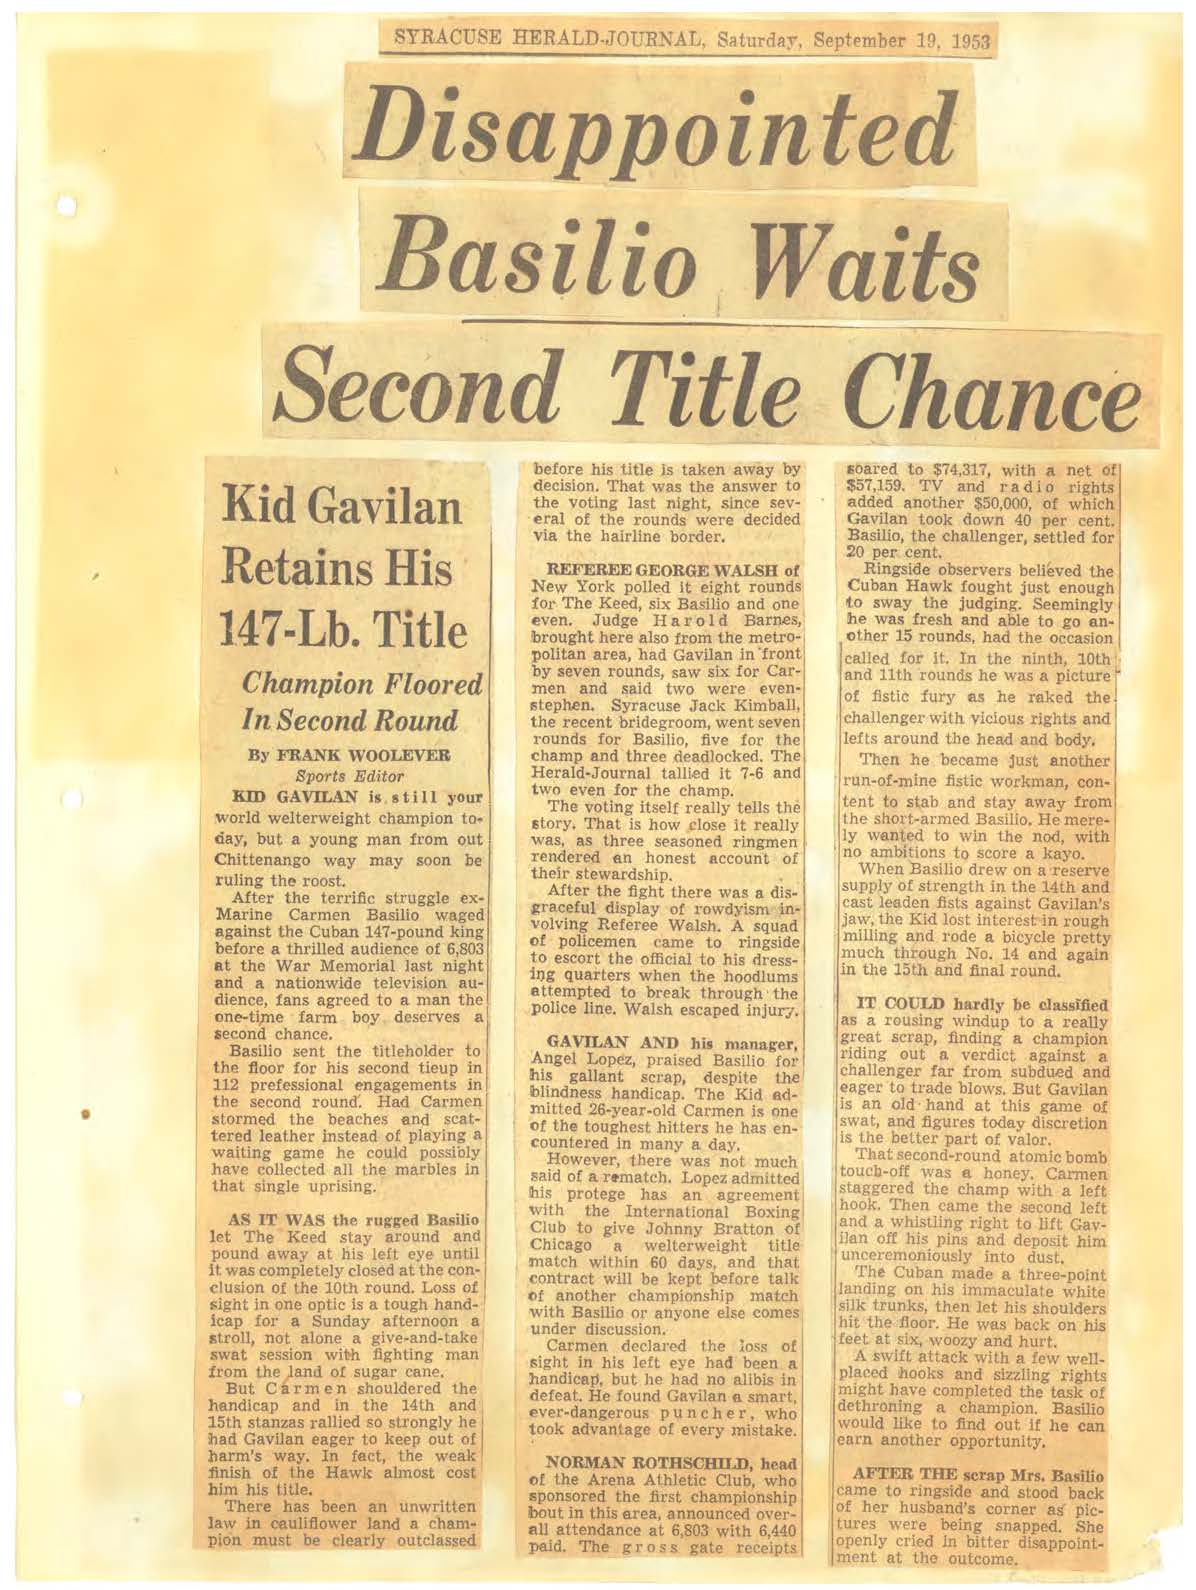 SYRACUSE HERALD-JOURNAL, Saturday, September 19, 1953
Disappointed
Basilio Waits
Second Title Chance
Kid Gavilan
Retains His
147-Lb. Title
Champion Floored
In Second Round
By FRANK WOOLEVER
Sports Editor
KID GAVILAN is still your
world welterweight champion to-
day, but a young man from out
Chittenango way may soon be
ruling the roost.
After the terrific struggle ex-
Marine Carmen Basilio waged
against the Cuban 147-pound king
before a thrilled audience of 6,803
at the War Memorial last night
and a nationwide television au-
dience, fans agreed to a man the
one-time farm boy deserves a
second chance.
Basilio sent the titleholder to
the floor for his second tieup in
112 prefessional engagements in
the second round. Had Carmen
stormed the beaches and scat-
tered leather instead of playing a
waiting game he could possibly
have collected all the marbles in
that single uprising.
AS IT WAS the rugged Basilio
let The Keed stay around and
pound away at his left eye until
it was completely closed at the con-
clusion of the 10th round. Loss of
sight in one optic is a tough hand-
icap for a Sunday afternoon a
stroll, not alone a give-and-take
swat session with fighting man
from the land of sugar cane.
But Carmen shouldered the
handicap and in the 14th and
15th stanzas rallied so strongly he
had Gavilan eager to keep out of
harm's way. In fact, the weak
finish of the Hawk almost cost
him his title.
There has been an unwritten
law in cauliflower land a cham-
pion must be clearly outclassed
before his title is taken away by
decision. That was the answer to
the voting last night, since sev-
eral of the rounds were decided
via the hairline border.
REFEREE GEORGE WALSH of
New York polled it eight rounds
for The Keed, six Basilio and one
even. Judge Harold Barnes,
brought here also from the metro-
politan area, had Gavilan in front
by seven rounds, saw six for Car-
men and said two were even-
stephen. Syracuse Jack Kimball,
the recent bridegroom, went seven
rounds for Basilio, five for the
champ and three deadlocked. The
Herald-Journal tallied it 7-6 and
two even for the champ.
The voting itself really tells the
story. That is how close it really
was, as three seasoned ringmen
rendered an honest account of
their stewardship.
After the fight there was a dis-
graceful display of rowdyism in-
volving Referee Walsh. A squad
of policemen came to ringside
to escort the official to his dress-
ing quarters when the hoodlums
attempted to break through the
police line. Walsh escaped injury.
GAVILAN AND his manager,
Angel Lopez, praised Basilio for
his gallant scrap, despite the
blindness handicap. The Kid ad-
mitted 26-year-old Carmen is one
of the toughest hitters he has en-
countered in many a day.
However, there was not much
said of a rematch. Lopez admitted
his protege has an agreement
with the International Boxing
Club to give Johnny Bratton of
Chicago a welterweight title
match within 60 days, and that
contract will be kept before talk
of another championship match
with Basilio or anyone else comes
under discussion.
Carmen declared the loss of
sight in his left eye had been a
handicap, but he had no alibis in
defeat. He found Gavilan a smart,
ever-dangerous puncher, who
took advantage of every mistake.
NORMAN ROTHSCHILD, head
of the Arena Athletic Club, who
sponsored the first championship
bout in this area, announced over-
all attendance at 6,803 with 6,440
paid. The gross gate receipts
soared to $74,317, with a net of
$57,159. TV and radio rights
added another $50,000, of which
Gavilan took down 40 per cent.
Basilio, the challenger, settled for
20 per cent.
Ringside observers believed the
Cuban Hawk fought just enough
to sway the judging. Seemingly
he was fresh and able to go an-
other 15 rounds, had the occasion
called for it. In the ninth, 10th
and 11th rounds he was a picture
of fistic fury as he raked the
challenger with vicious rights and
lefts around the head and body.
Then he became just another
run-of-mine fistic workman, con-
tent to stab and stay away from
the short-armed Basilio. He mere-
ly wanted to win the nod, with
no ambitions to score a kayo.
When Basilio drew on a reserve
supply of strength in the 14th and
cast leaden fists against Gavilan's
jaw, the Kid lost interest in rough
milling and rode a bicycle pretty
much through No. 14 and again
in the 15th and final round.
IT COULD hardly be classified
as a rousing windup to a really
great scrap, finding a champion
riding out a verdict against a
challenger far from subdued and
eager to trade blows. But Gavilan
is an old hand at this game of
swat, and figures today discretion
is the better part of valor.
That second-round atomic bomb
touch-off was a honey. Carmen
staggered the champ with a left
hook. Then came the second left
and a whistling right to lift Gav-
ilan off his pins and deposit him
unceremoniously into dust.
The Cuban made a three-point
landing on his immaculate white
silk trunks, then let his shoulders
hit the floor. He was back on his
feet at six, woozy and hurt.
A swift attack with a few well-
placed hooks and sizzling rights
might have completed the task of
dethroning a champion. Basilio
would like to find out if he can
earn another opportunity.
AFTER THE scrap Mrs. Basilio
came to ringside and stood back
of her husband's corner as pic-
tures were being snapped. She
openly cried in bitter disappoint-
ment at the outcome.